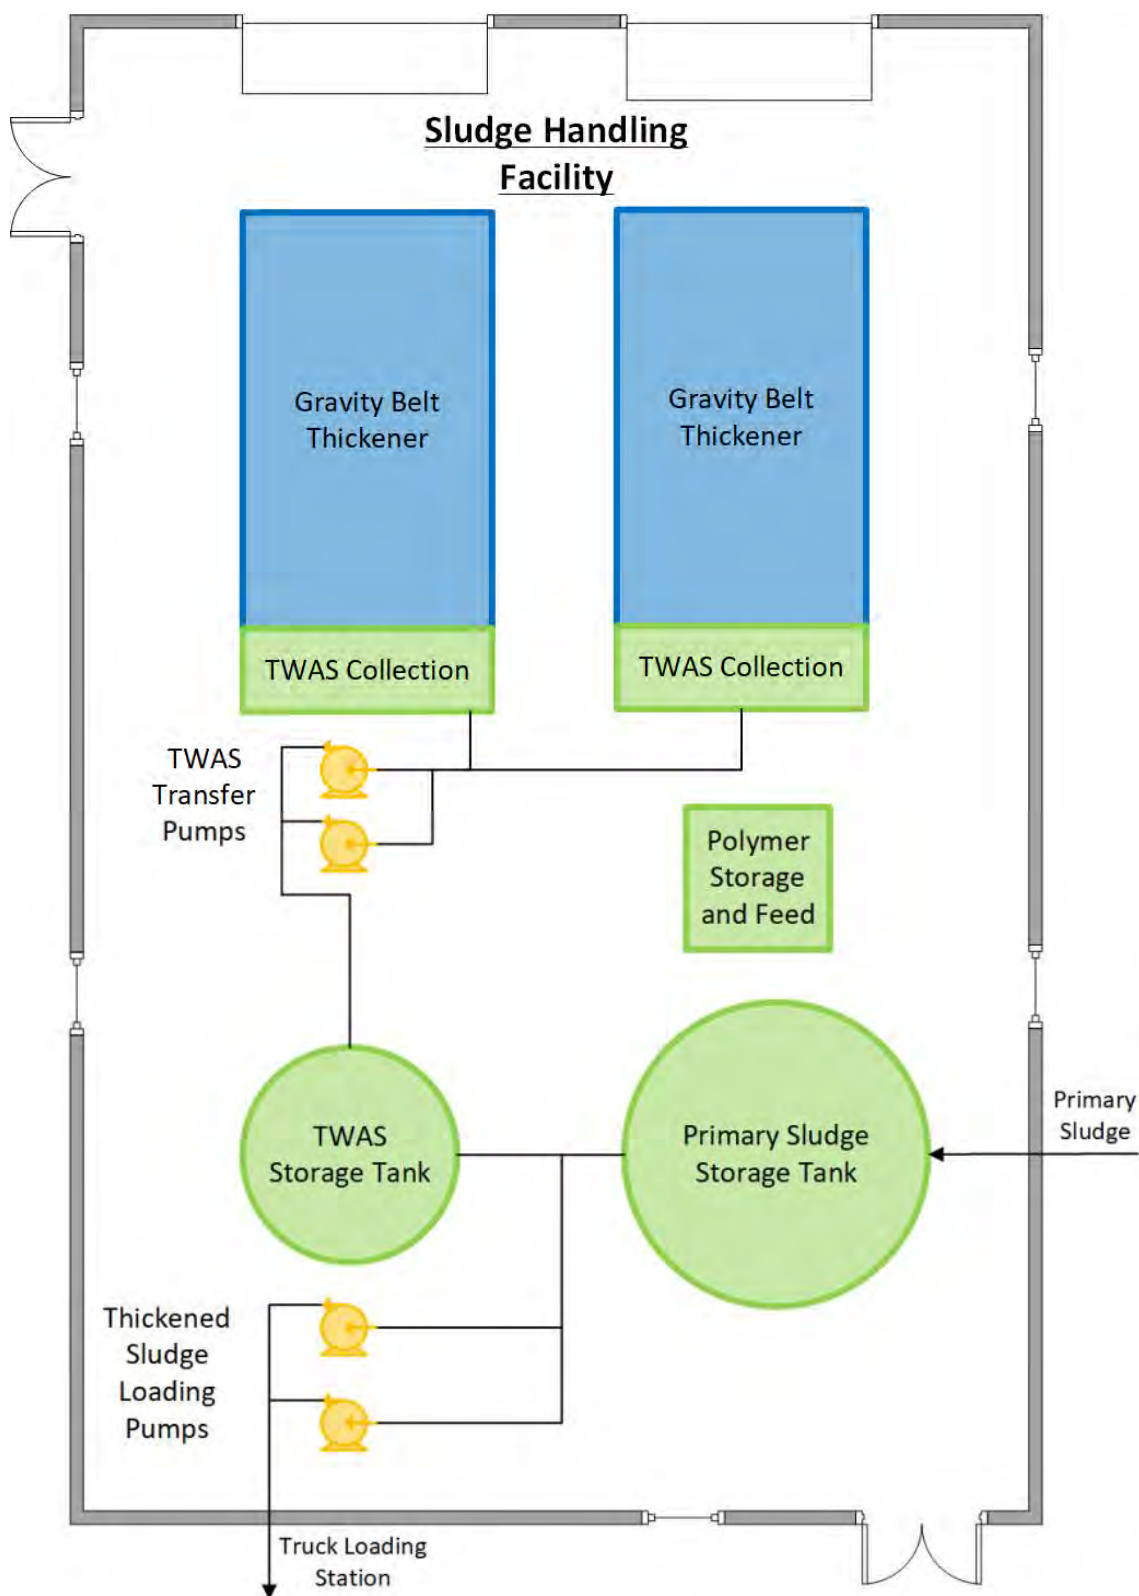 Sludge Handling
Facility
Gravity Belt
Thickener
Gravity Belt
Thickener
TWAS Collection
TWAS Collection
TWAS
Transfer
Pumps
Polymer
Storage
and Feed
TWAS
Storage Tank
Primary Sludge
Storage Tank
Primary
Sludge
Thickened
Sludge
Loading
Pumps
Truck Loading
Station